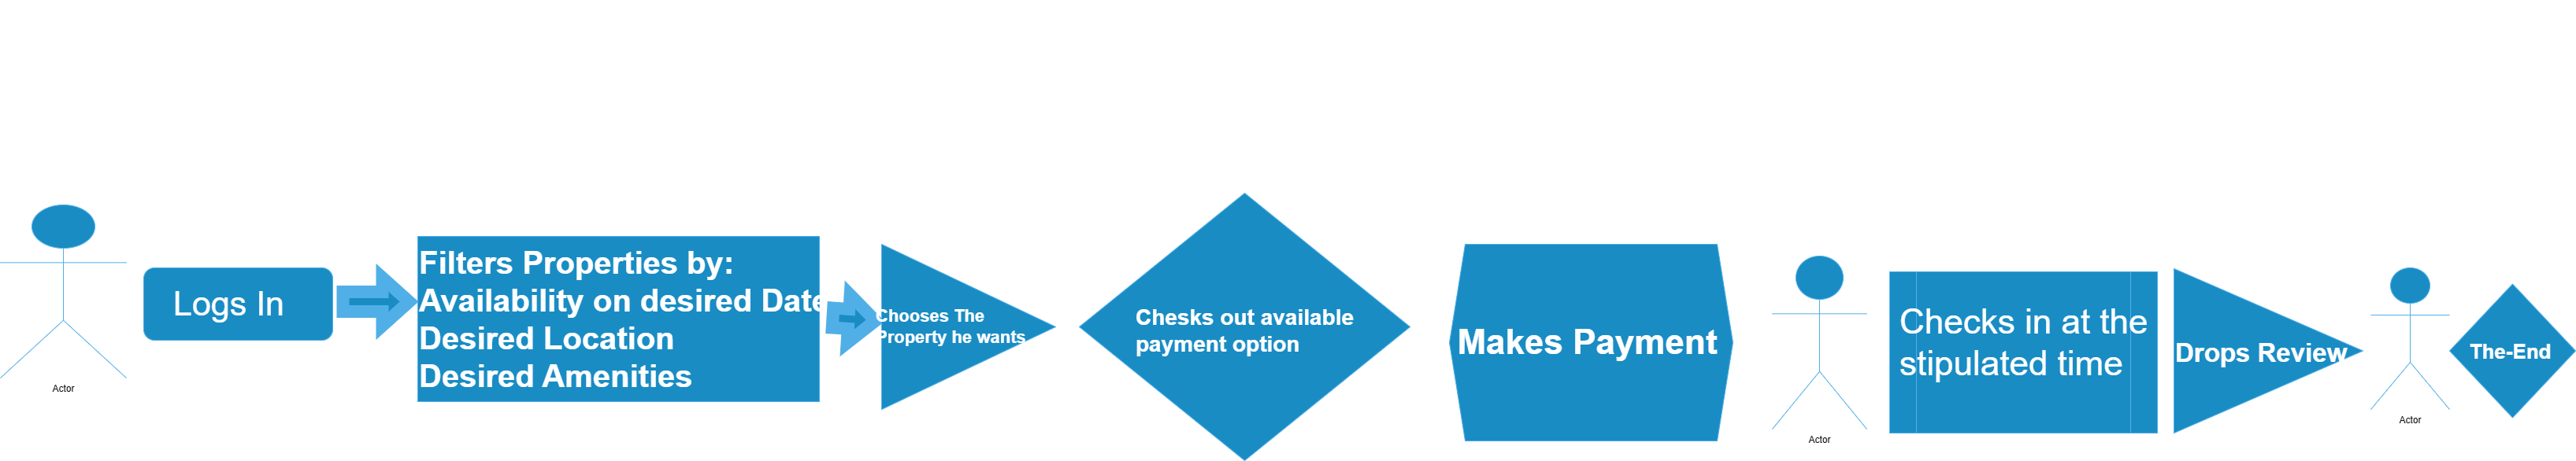 Actor
Logs In
Filters Properties by:
Availability on desired Date
Desired Location
Desired Amenities
Chooses The
Property he wants
Chesks out available
payment option
Makes Payment
Actor
Checks in at the
stipulated time
Drops Review
Actor
The-End